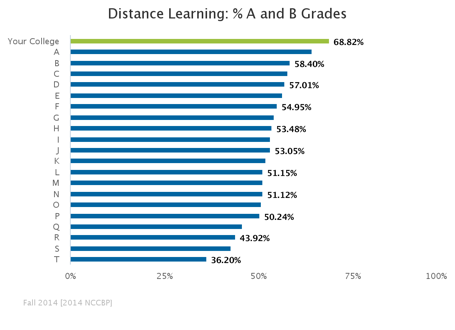 Distance Learning: % A and B Grades
Your College 68.82%
A
B 58.40%
C
D 57.01%
E
F 54.95%
G
H 53.48%
I
J 53.05%
K
L 51.15%
M
N 51.12%
O
P 50.24%
Q
R 43.92%
S
T 36.20%
0% 25% 50% 75% 100%
Fall 2014 [2014 NCCBP]